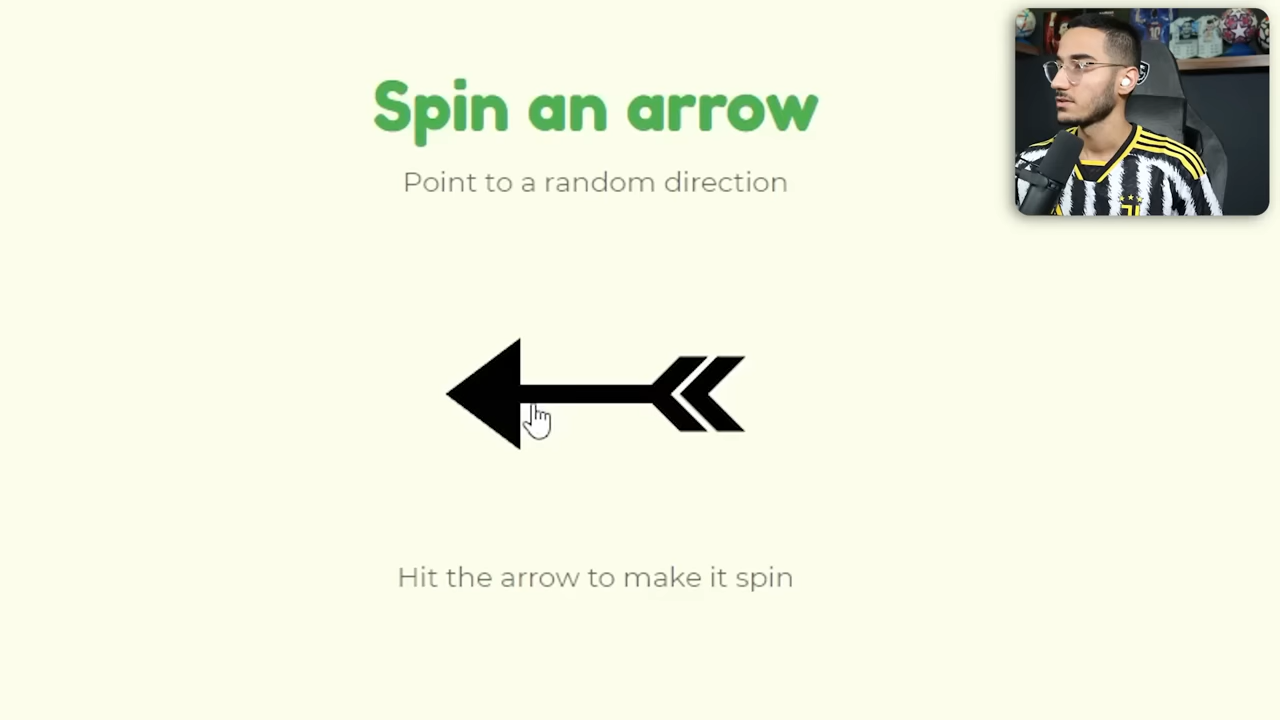 Spin an arrow
Point to a random direction
Hit the arrow to make it spin